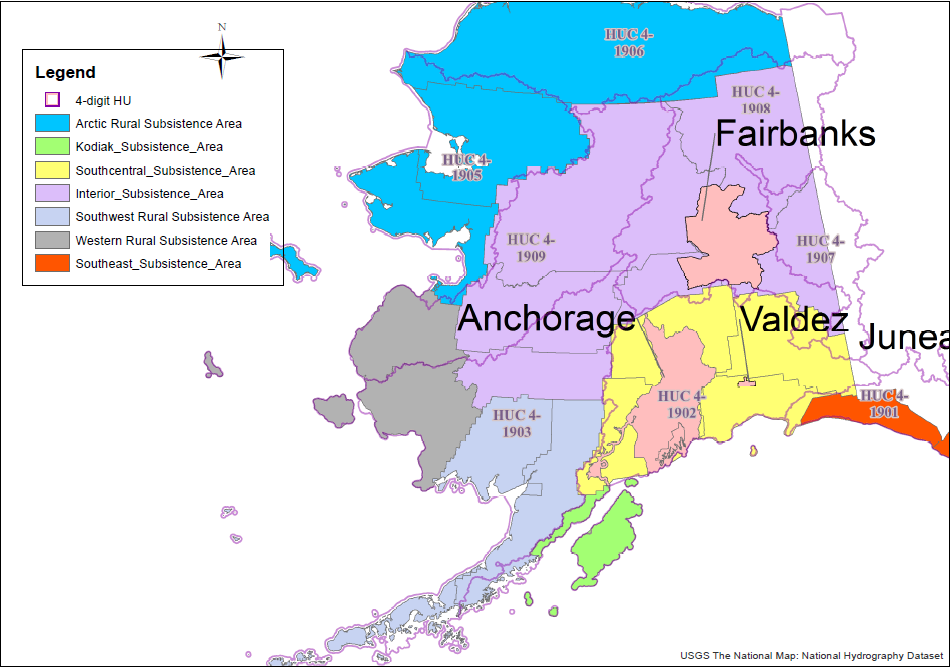 N
Legend
4-digit HU
Arctic Rural Subsistence Area
Kodiak_Subsistence_Area
Southcentral_Subsistence_Area
Interior_Subsistence_Area
Southwest Rural Subsistence Area
Western Rural Subsistence Area
Southeast_Subsistence_Area
HUC 4-
1906
HUC 4-
1908
Fairbanks
HUC 4-
1905
HUC 4-
1909
HUC 4-
1907
Anchorage
Valdez
Junea
HUC 4-
1902
HUC 4-
1901
HUC 4-
1903
USGS The National Map: National Hydrography Dataset